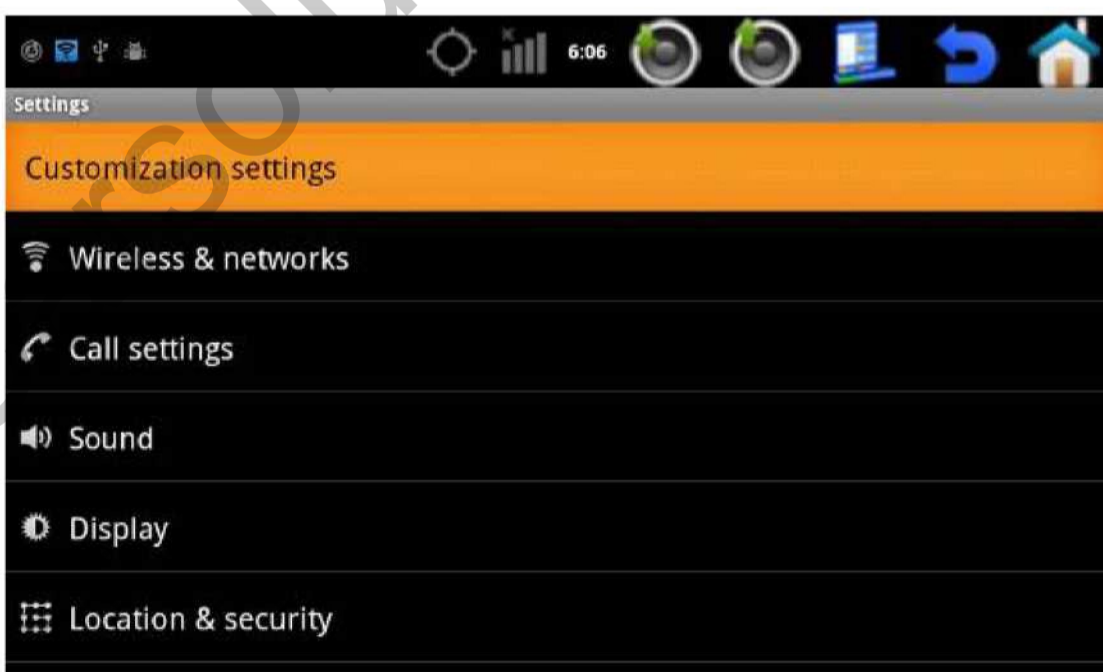 6:06
Settings
Customization settings
Wireless & networks
Call settings
Sound
Display
Location & security